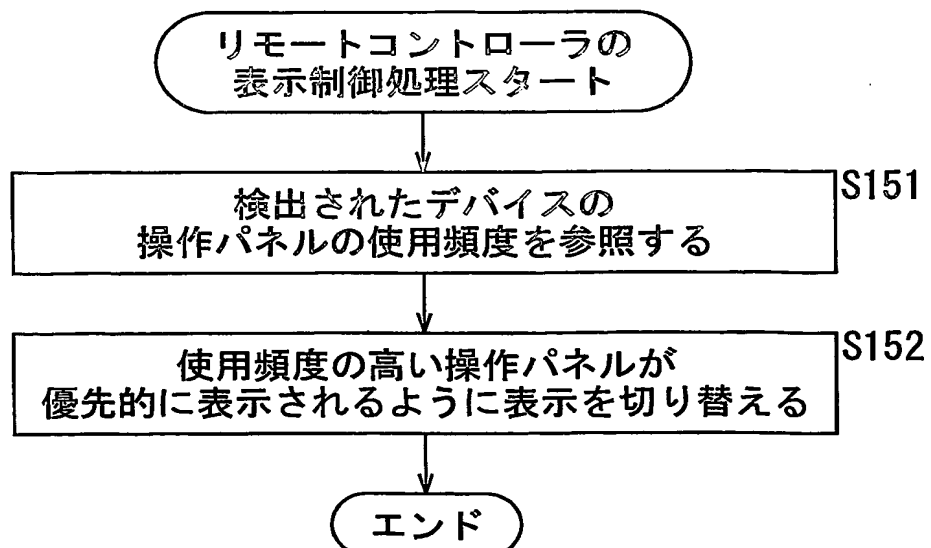 リモートコントローラの
表示制御処理スタート
S151
検出されたデバイスの
操作パネルの使用頻度を参照する
S152
使用頻度の高い操作パネルが
優先的に表示されるように表示を切り替える
エンド